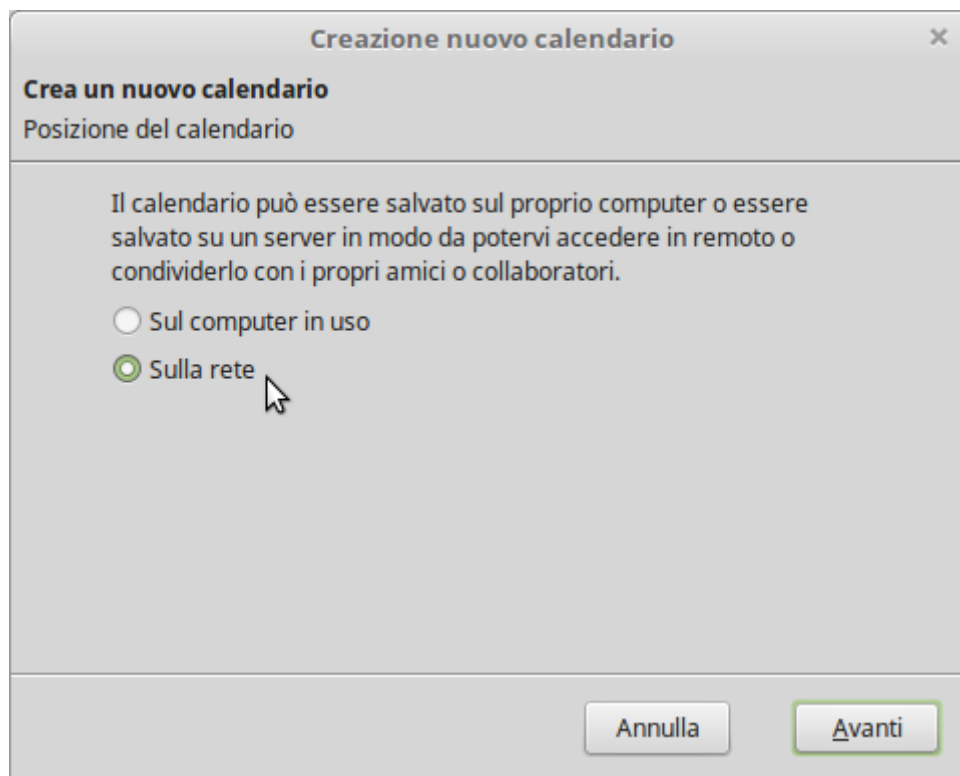 Creazione nuovo calendario
Crea un nuovo calendario
Posizione del calendario
Il calendario può essere salvato sul proprio computer o essere
salvato su un server in modo da potervi accedere in remoto o
condividerlo con i propri amici o collaboratori.
Sul computer in uso
Sulla rete
Annulla
Avanti